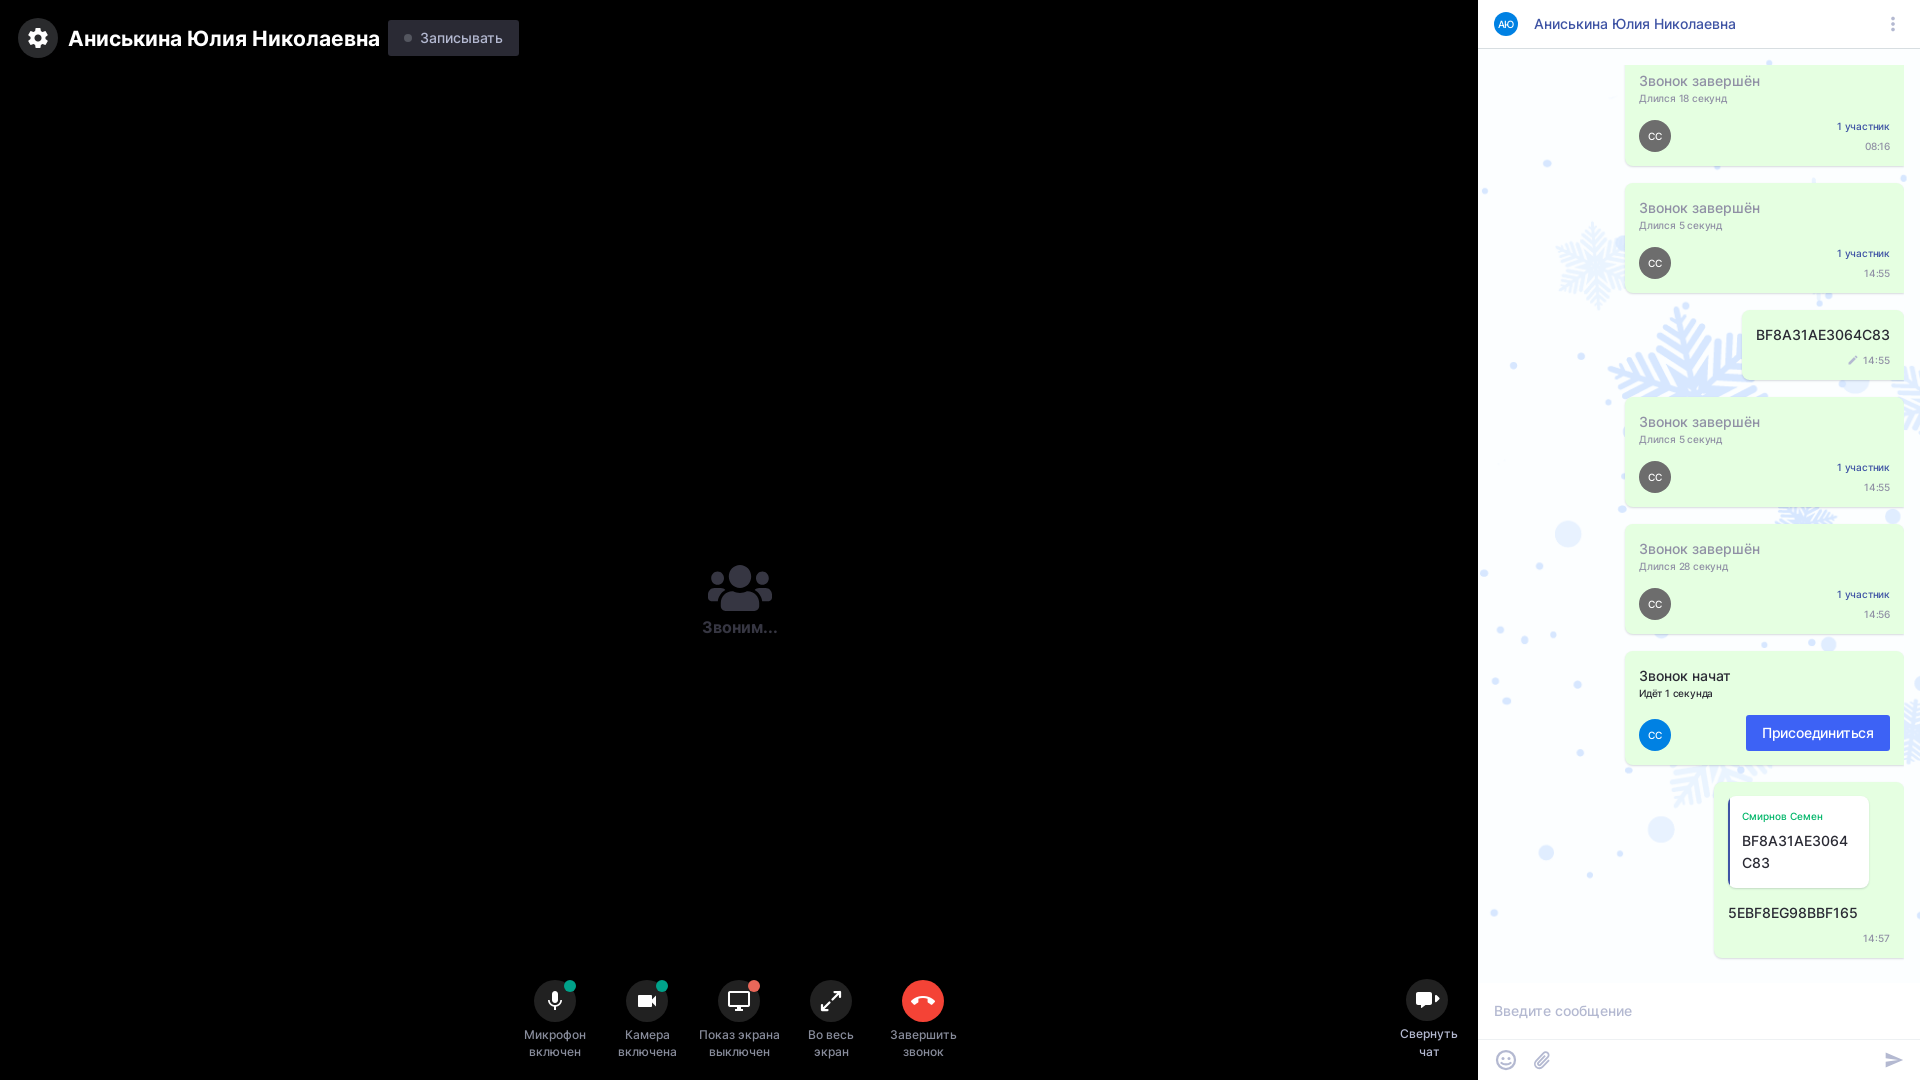 Аниськина Юлия Николаевна
Записывать
Звоним...
Микрофон
включен
Камера
включена
Показ экрана
выключен
Во весь
экран
Завершить
звонок
Свернуть
чат
АЮ
Аниськина Юлия Николаевна
Звонок завершён
Длился 18 секунд
СС
1 участник
08:16
Звонок завершён
Длился 5 секунд
СС
1 участник
14:55
BF8A31AE3064C83
14:55
Звонок завершён
Длился 5 секунд
СС
1 участник
14:55
Звонок завершён
Длился 28 секунд
СС
1 участник
14:56
Звонок начат
Идёт 1 секунда
СС
Присоединиться
Смирнов Семен
BF8A31AE3064
C83
5EBF8EG98BBF165
14:57
Введите сообщение